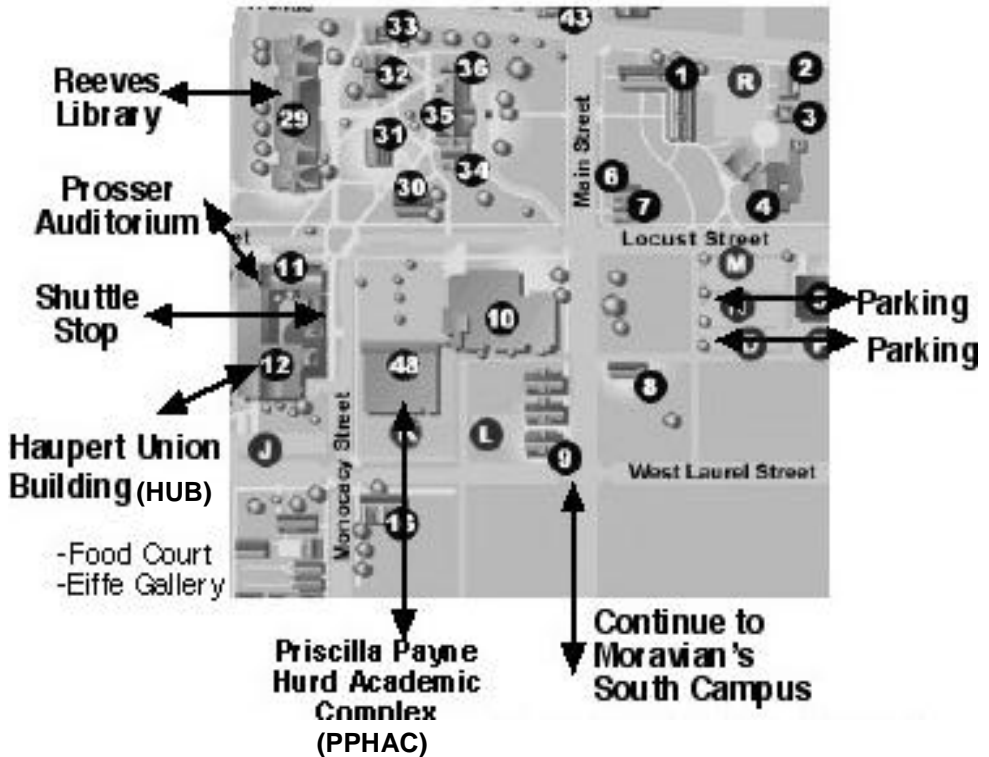 33
43
32
36
1
R
2
Reeves
Library
29
35
3
31
34
Main Street
6
30
7
4
Prosser
Auditorium
et
Locust Street
11
M
Shuttle
Stop
10
Parking
Parking
12
48
8
Haupert Union
Building (HUB)
J
L
9
West Laurel Street
Monocacy Street
16
-Food Court
-Eiffe Gallery
Priscilla Payne
Hurd Academic
Complex
(PPHAC)
Continue to
Moravian's
South Campus